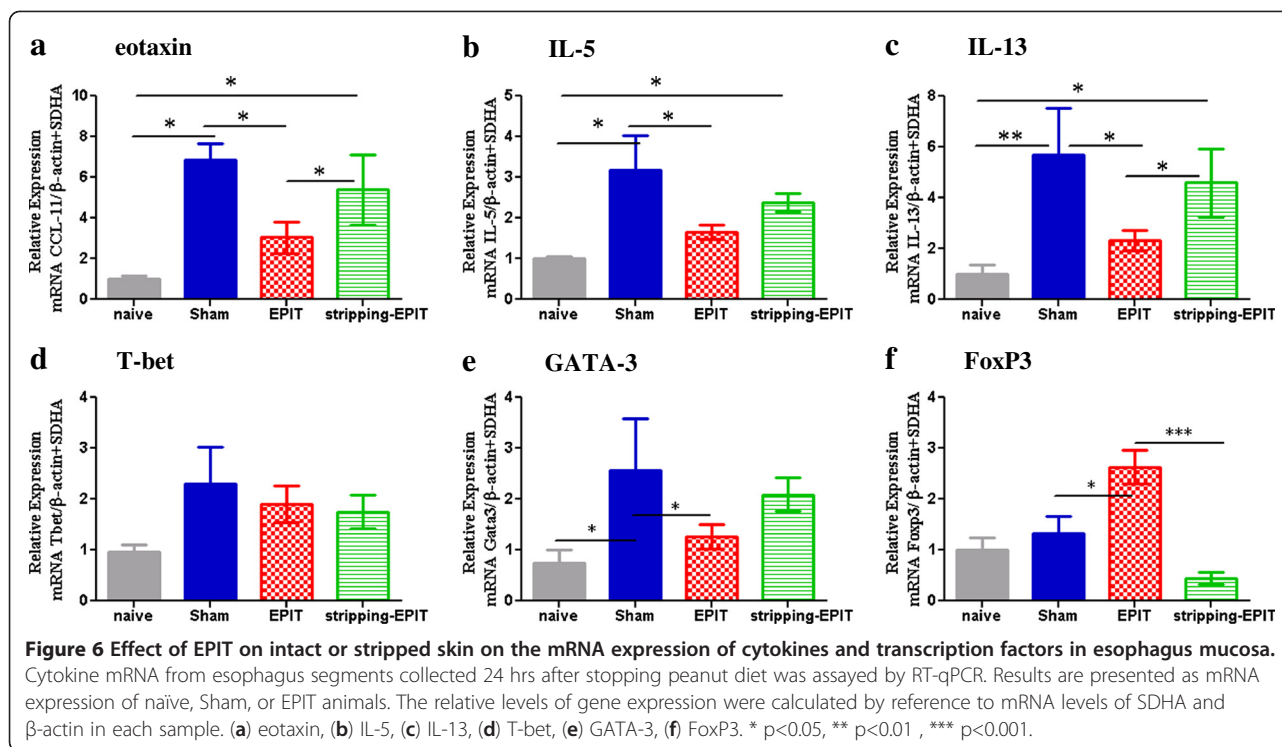 a eotaxin
Relative Expression
mRNA CCL-11/β-actin+SDHA
10
8
6
4
2
0
*
*
*
*
naive Sham EPIT stripping-EPIT
b IL-5
Relative Expression
mRNA IL-5/β-actin+SDHA
5
4
3
2
1
0
*
*
*
naive Sham EPIT stripping-EPIT
c IL-13
Relative Expression
mRNA IL-13/β-actin+SDHA
8
6
4
2
0
*
**
*
*
naive Sham EPIT stripping-EPIT
d T-bet
Relative Expression
mRNA Tbet/β-actin+SDHA
4
3
2
1
0
naive Sham EPIT stripping-EPIT
e GATA-3
Relative Expression
mRNA Gata3/β-actin+SDHA
4
3
2
1
0
*
*
naive Sham EPIT stripping-EPIT
f FoxP3
Relative Expression
mRNA Foxp3/β-actin+SDHA
4
3
2
1
0
***
*
naive Sham EPIT stripping-EPIT
Figure 6 Effect of EPIT on intact or stripped skin on the mRNA expression of cytokines and transcription factors in esophagus mucosa.
Cytokine mRNA from esophagus segments collected 24 hrs after stopping peanut diet was assayed by RT-qPCR. Results are presented as mRNA
expression of naïve, Sham, or EPIT animals. The relative levels of gene expression were calculated by reference to mRNA levels of SDHA and
β-actin in each sample. (a) eotaxin, (b) IL-5, (c) IL-13, (d) T-bet, (e) GATA-3, (f) FoxP3. * p<0.05, ** p<0.01 , *** p<0.001.